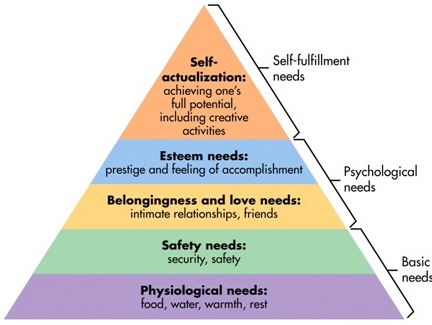 Self-
actualization:
achieving one's
full potential,
including creative
activities
Self-fulfillment
needs
Esteem needs:
prestige and feeling of accomplishment
Belongingness and love needs:
intimate relationships, friends
Psychological
needs
Safety needs:
security, safety
Physiological needs:
food, water, warmth, rest
Basic
needs